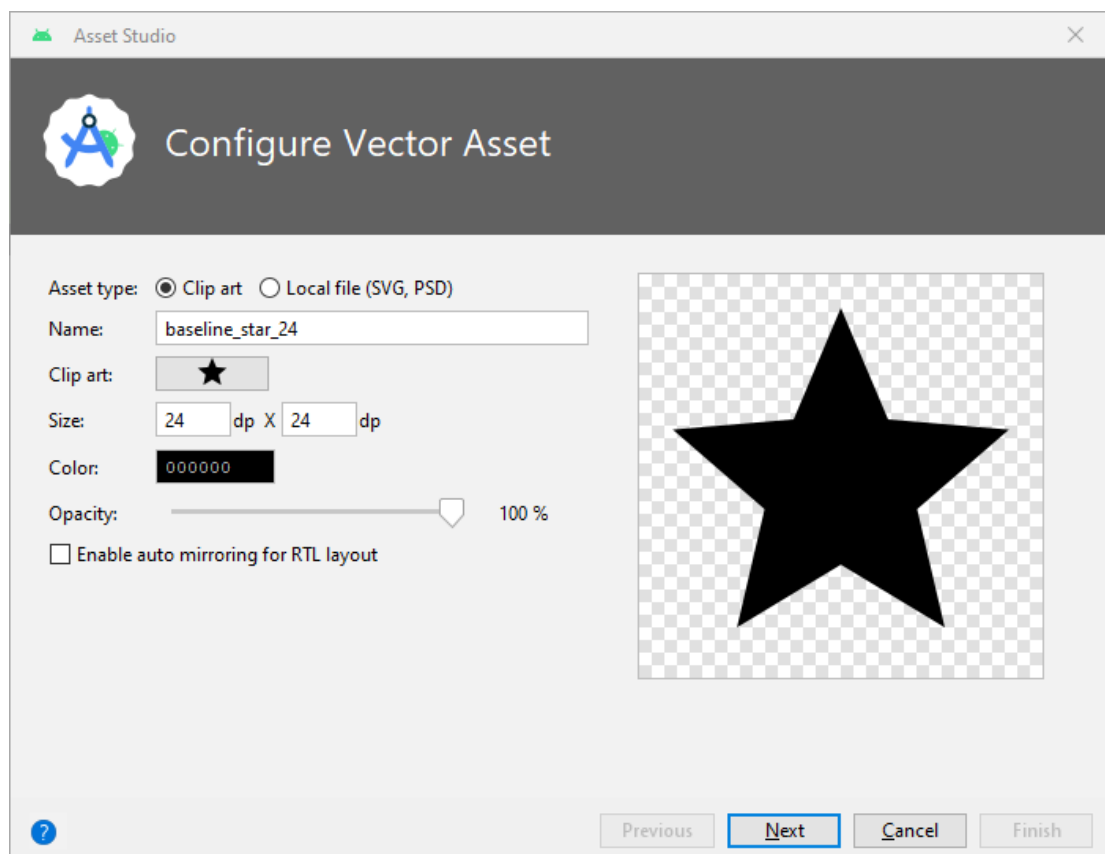 Asset Studio
Configure Vector Asset
Asset type: Clip art Local file (SVG, PSD)
Name: baseline_star_24
Clip art:
Size: 24 dp X 24 dp
Color: 000000
Opacity: 100 %
Enable auto mirroring for RTL layout
? Previous Next Cancel Finish